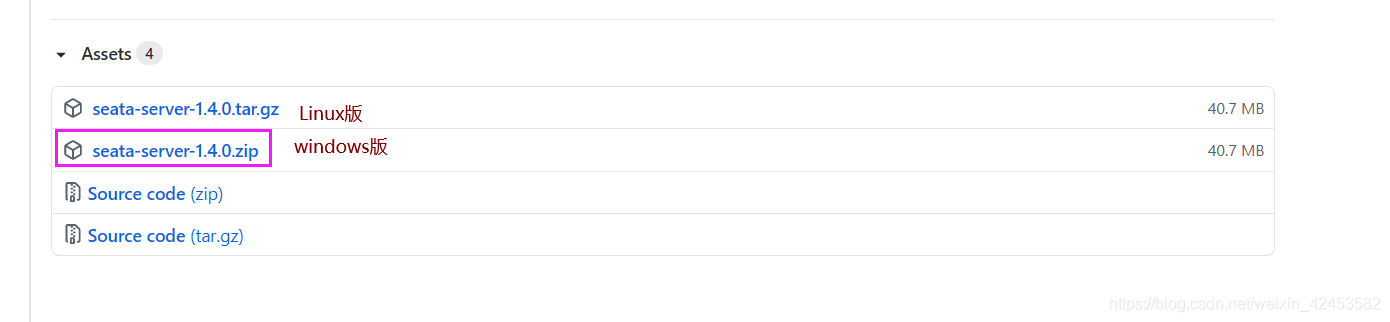 Assets 4
seata-server-1.4.0.tar.gz Linux版 40.7 MB
seata-server-1.4.0.zip windows版 40.7 MB
Source code (zip)
Source code (tar.gz)
https://blog.csdn.net/weixin_42453582